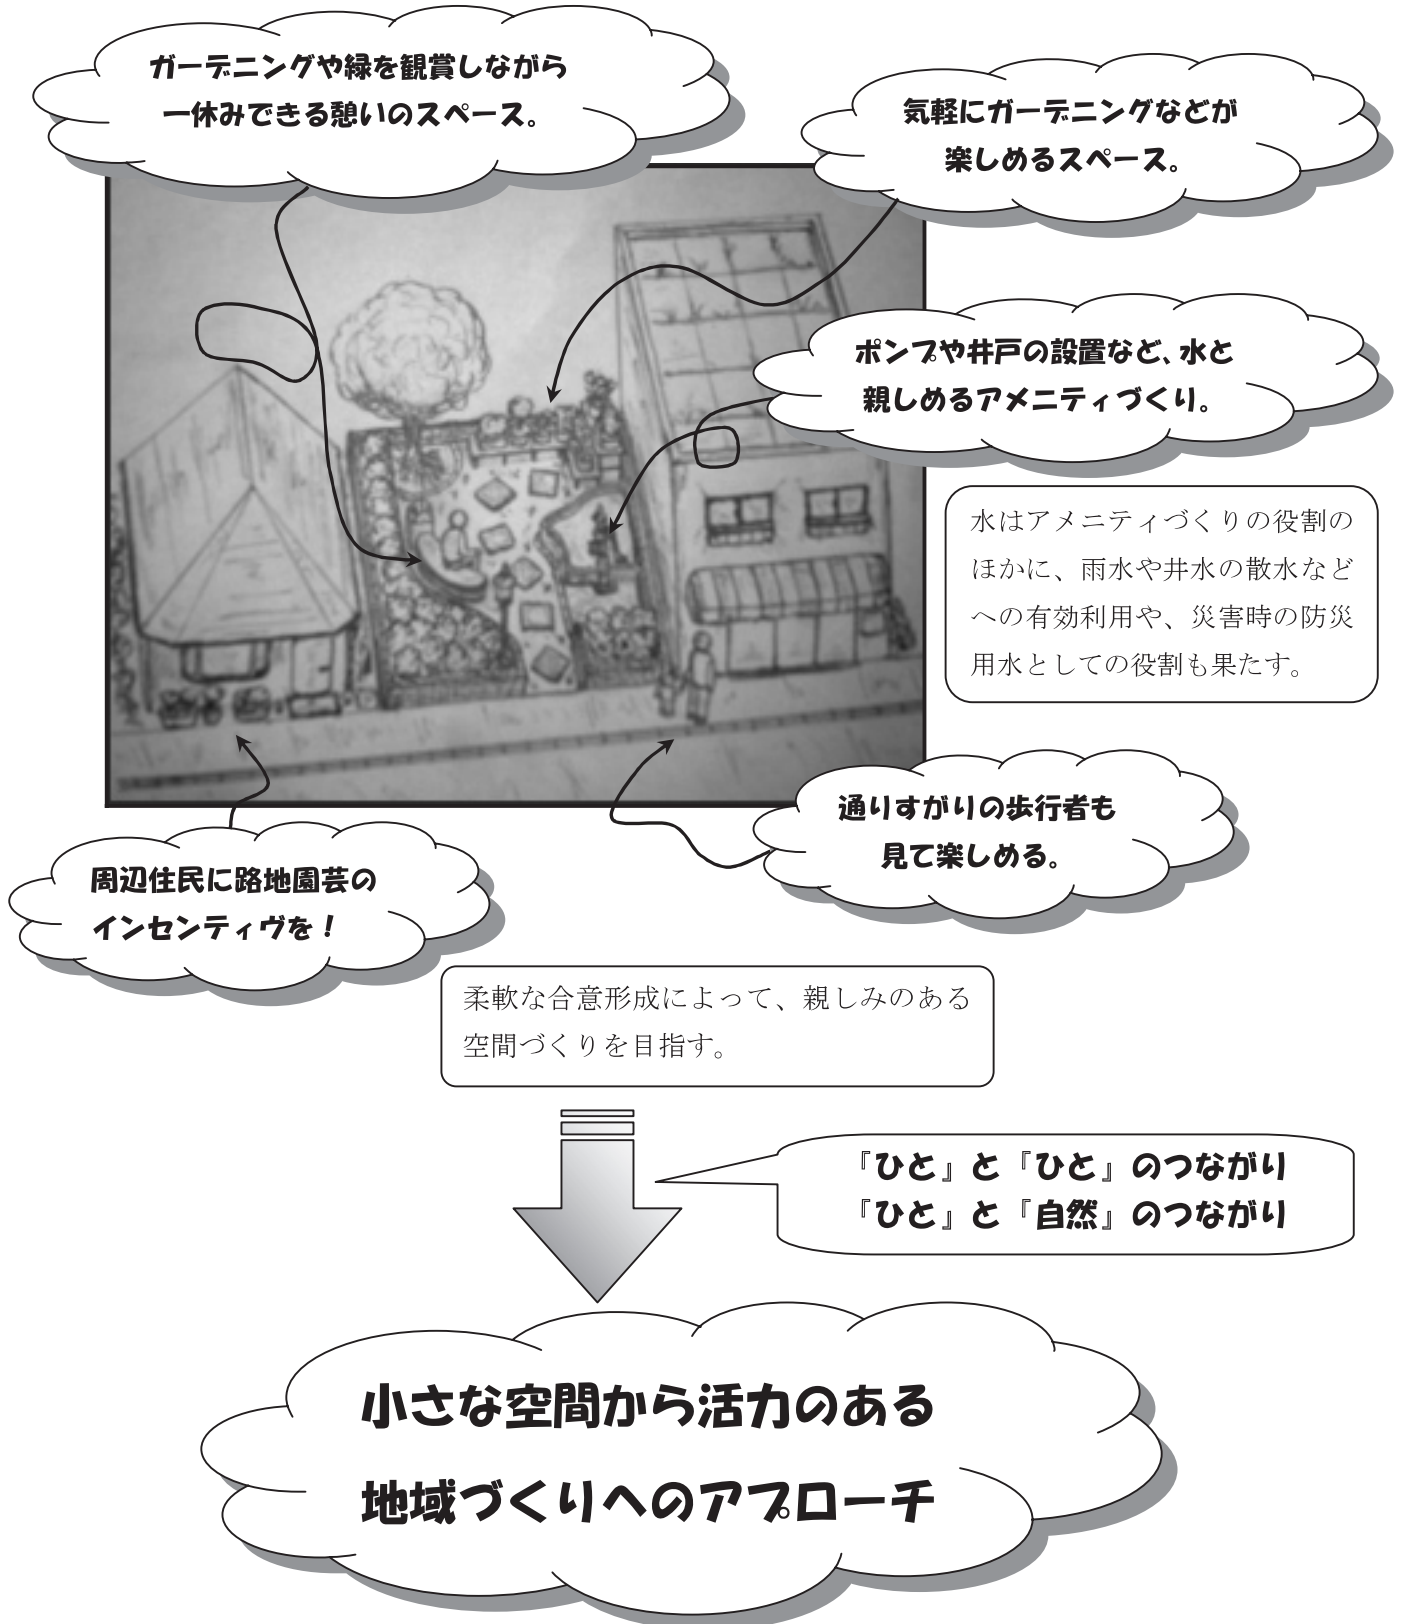 ガーデニングや緑を観賞しながら
一休みできる憩いのスペース。
気軽にガーデニングなどが
楽しめるスペース。
ポンプや井戸の設置など、水と
親しめるアメニティづくり。
水はアメニティづくりの役割の
ほかに、雨水や井水の散水など
への有効利用や、災害時の防災
用水としての役割も果たす。
通りすがりの歩行者も
見て楽しめる。
周辺住民に路地園芸の
インセンティヴを！
柔軟な合意形成によって、親しみのある
空間づくりを目指す。
『ひと』と『ひと』のつながり
『ひと』と『自然』のつながり
小さな空間から活力のある
地域づくりへのアプローチ